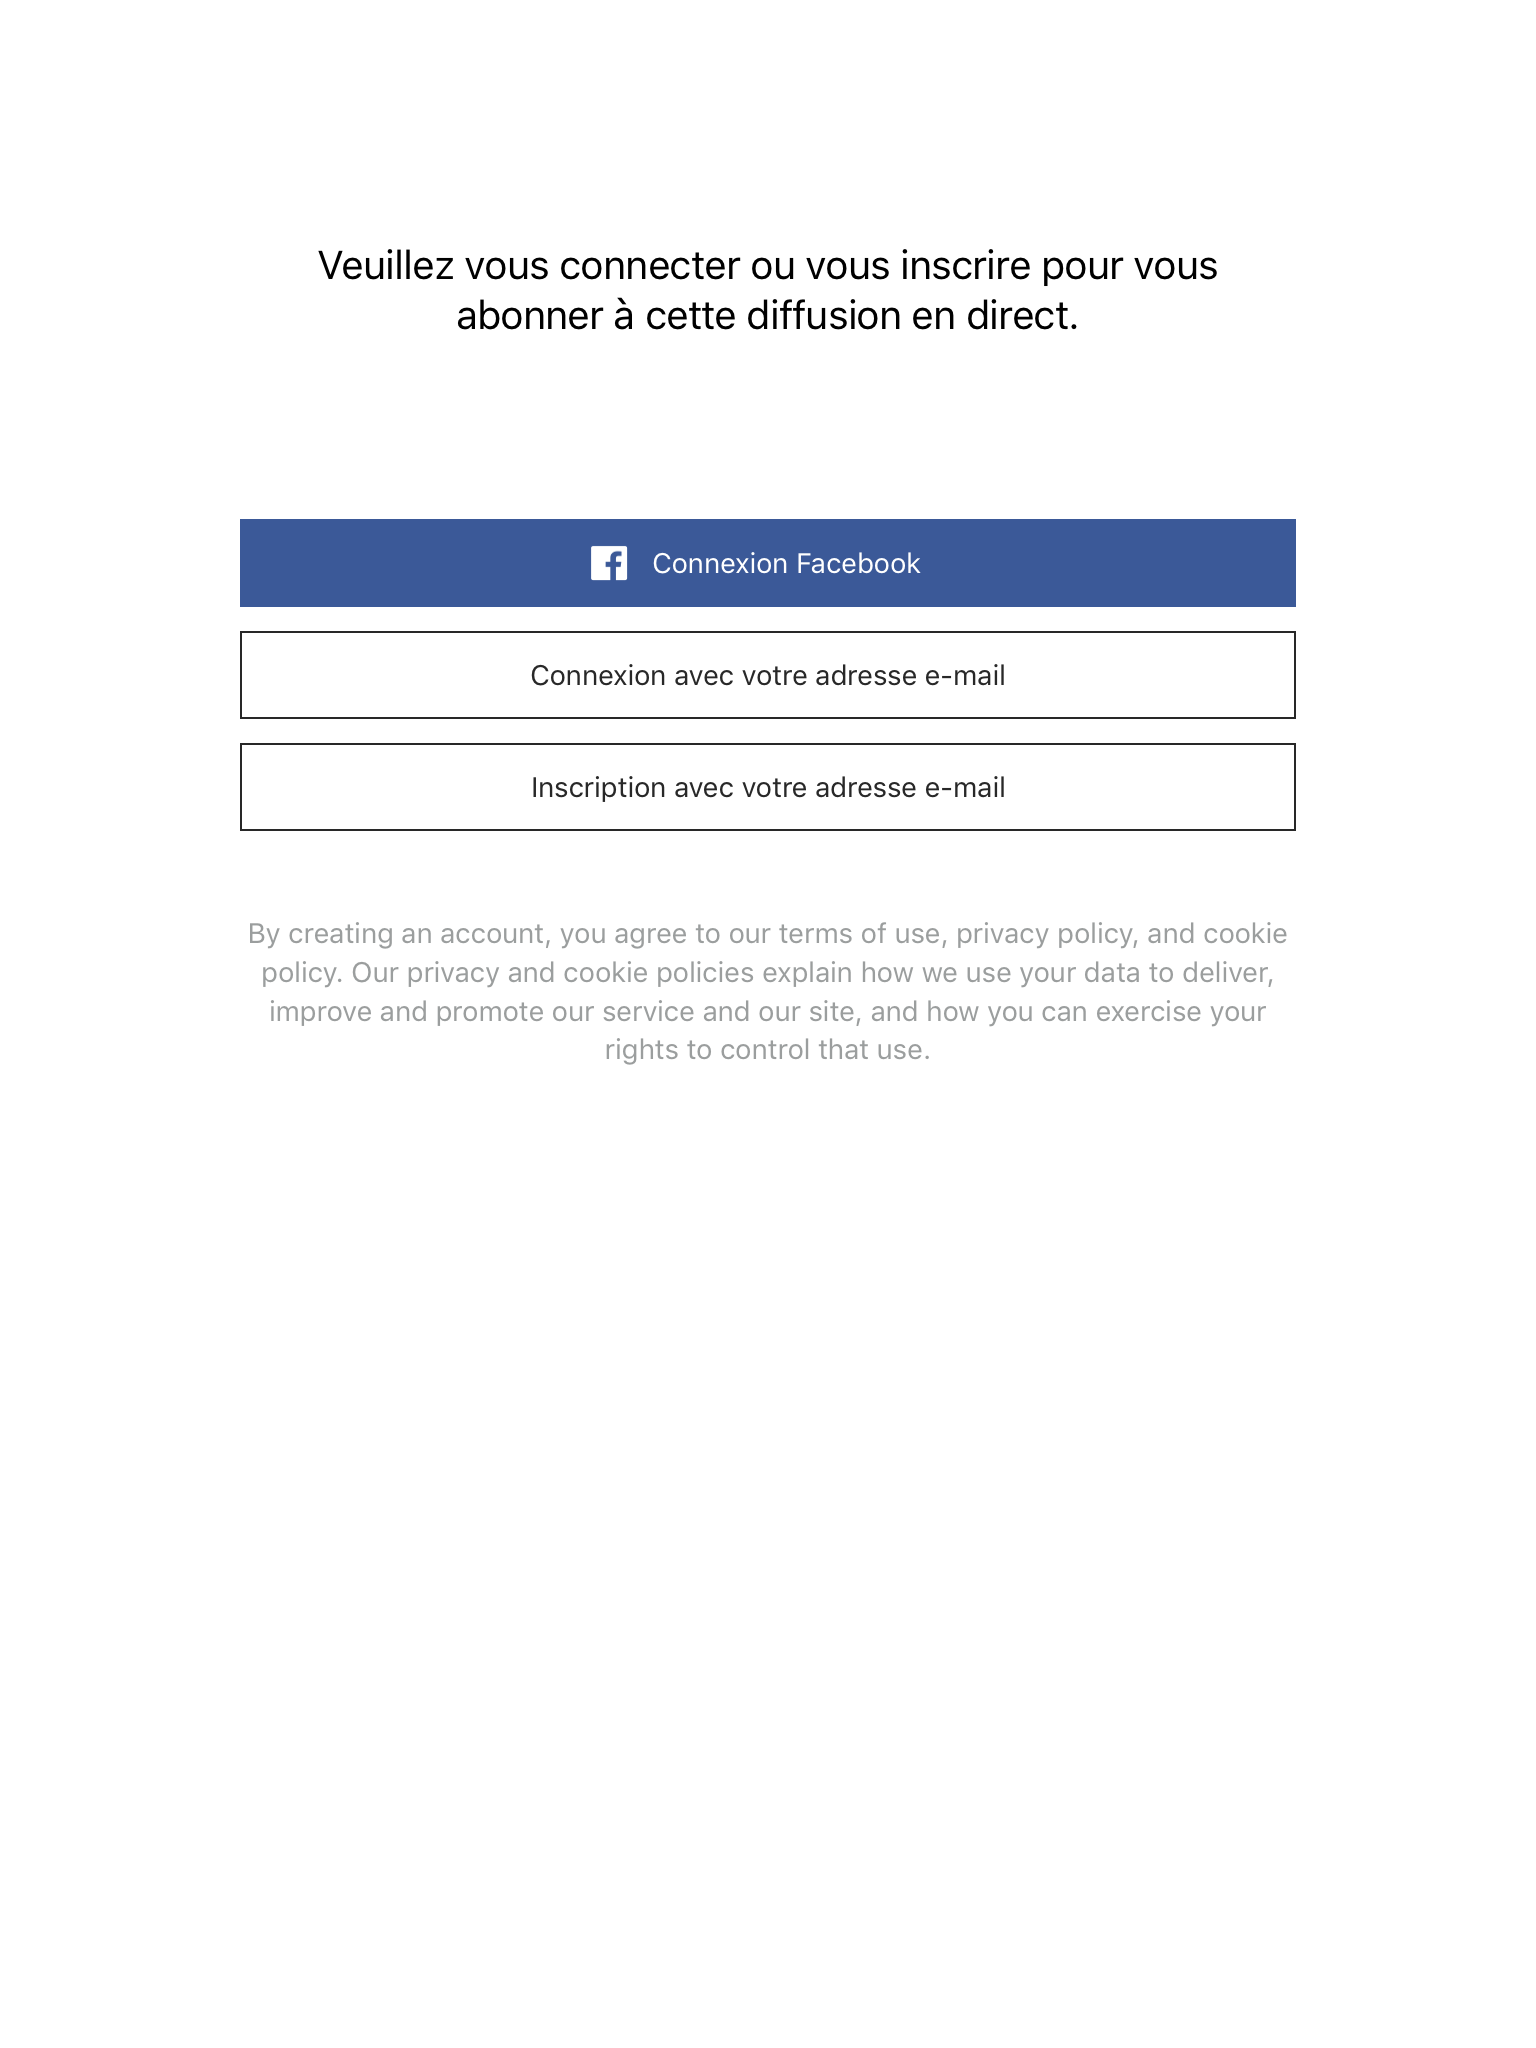 Veuillez vous connecter ou vous inscrire pour vous
abonner à cette diffusion en direct.
Connexion Facebook
Connexion avec votre adresse e-mail
Inscription avec votre adresse e-mail
By creating an account, you agree to our terms of use, privacy policy, and cookie
policy. Our privacy and cookie policies explain how we use your data to deliver,
improve and promote our service and our site, and how you can exercise your
rights to control that use.